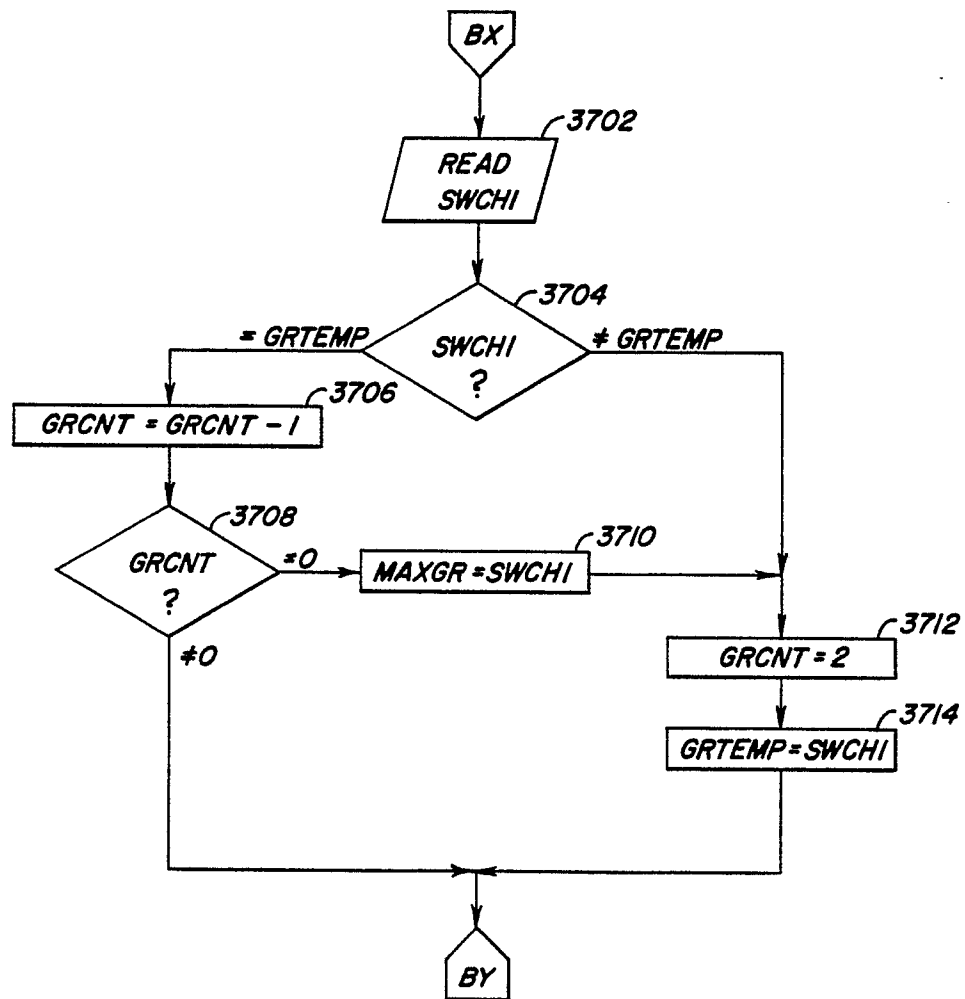 BX
3702
READ
SWCHI
3704
= GRTEMP
SWCHI
?
≠ GRTEMP
3706
GRCNT = GRCNT - 1
3708
GRCNT
?
=0
3710
MAXGR=SWCHI
≠0
3712
GRCNT = 2
3714
GRTEMP=SWCHI
BY